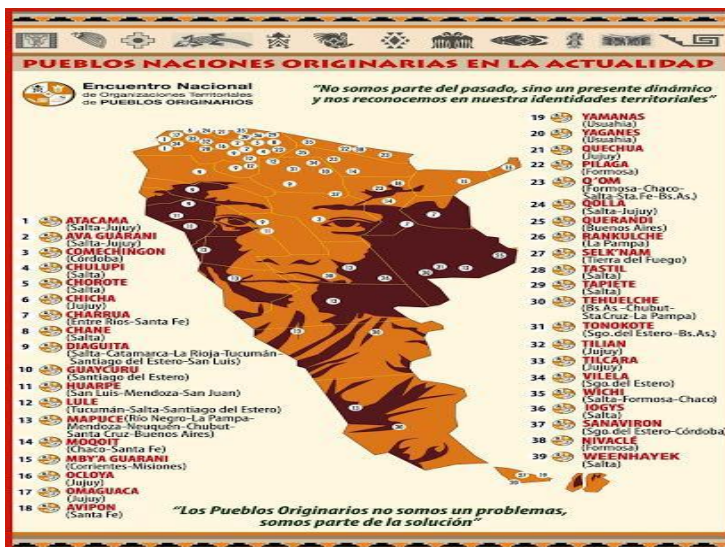 PUEBLOS NACIONES ORIGINARIAS EN LA ACTUALIDAD
Encuentro Nacional
de Organizaciones Territoriales
de PUEBLOS ORIGINARIOS
"No somos parte del pasado, sino un presente dinámico
y nos reconocemos en nuestra identidades territoriales"
1 ATACAMA
(Salta-Jujuy)
2 AVA GUARANI
(Salta-Jujuy)
3 COMECHINGON
(Córdoba)
4 CHULUPI
(Salta)
5 CHOROTE
(Salta)
6 CHICHA
(Jujuy)
7 CHARRUA
(Entre Rios-Santa Fe)
8 CHANE
(Salta)
9 DIAGUITA
(Salta-Catamarca-La Rioja-Tucumán-
Santiago del Estero-San Luis)
10 GUAYCURU
(Santiago del Estero)
11 HUARPE
(San Luis-Mendoza-San Juan)
12 LULE
(Tucumán-Salta-Santiago del Estero)
13 MAPUCE(Río Negro-La Pampa-
Mendoza-Neuquén-Chubut-
Santa Cruz-Buenos Aires)
14 MOQOIT
(Chaco-Santa Fe)
15 MBY'A GUARANI
(Corrientes-Misiones)
16 OCLOYA
(Jujuy)
17 OMAGUACA
(Jujuy)
18 AVIPON
(Santa Fe)
19 YAMANAS
(Usuahia)
20 YAGANES
(Usuahia)
21 QUECHUA
(Jujuy)
22 PILAGA
(Formosa)
23 Q'OM
(Formosa-Chaco-
Salta-Sta.Fe-Bs.As.)
24 QOLLA
(Salta-Jujuy)
25 QUERANDI
(Buenos Aires)
26 RANKULCHE
(La Pampa)
27 SELK'NAM
(Tierra del Fuego)
28 TASTIL
(Salta)
29 TAPIETE
(Salta)
30 TEHUELCHE
(Bs.As.-Chubut-
Sta Cruz-La Pampa)
31 TONOKOTE
(Sgo.del Estero-Bs.As.)
32 TILIAN
(Jujuy)
33 TILCARA
(Jujuy)
34 VILELA
(Sgo.del Estero)
35 WICHI
(Salta-Formosa-Chaco)
36 IOGYS
(Salta)
37 SANAVIRON
(Sgo.del Estero-Córdoba)
38 NIVACLÉ
(Formosa)
39 WEENHAYEK
(Salta)
"Los Pueblos Originarios no somos un problemas,
somos parte de la solución"